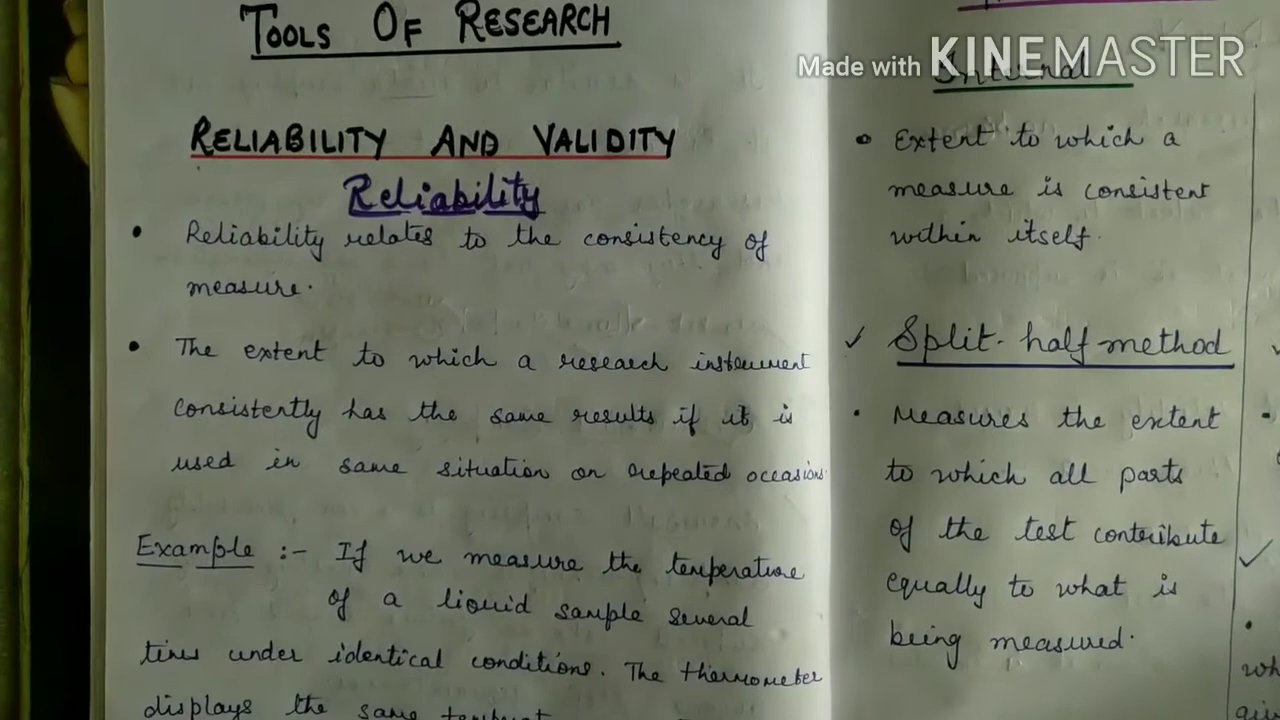 TOOLS OF RESEARCH
RELIABILITY AND VALIDITY
Reliability
• Reliability relates to the consistency of
measure.
• The extent to which a research instrument
consistently has the same results if it is
used in same situation on repeated occasions
Example :- If we measure the temperature
of a liquid sample several
times under identical conditions. The thermometer
displays the same
Made with KINEMASTER
Internal
• Extent to which a
measure is consistent
within itself.
✓ Split-half method
• Measures the extent
to which all parts
of the test contribute
equally to what is
being measured.